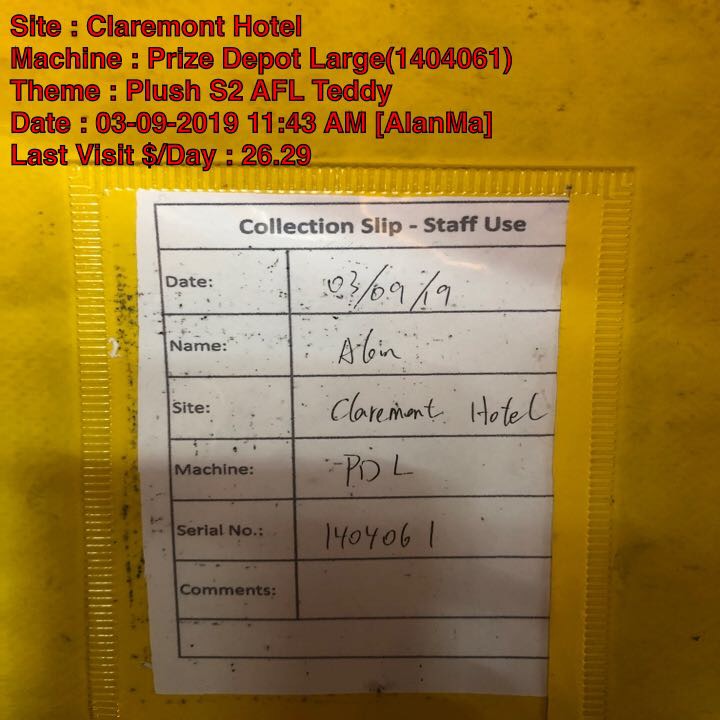 Site : Claremont Hotel
Machine : Prize Depot Large(1404061)
Theme : Plush S2 AFL Teddy
Date : 03-09-2019 11:43 AM [AlanMa]
Last Visit $/Day : 26.29
Collection Slip - Staff Use
Date: 03/09/19
Name:
Site: Claremont Hotel
Machine: PDL
Serial No.: 1404061
Comments: